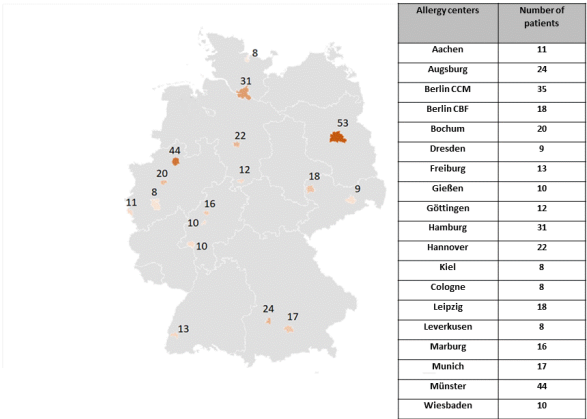 8
31
53
22
44
20
12
18
9
8
16
11
10
10
24
17
13
Allergy centers Number of patients
Aachen 11
Augsburg 24
Berlin CCM 35
Berlin CBF 18
Bochum 20
Dresden 9
Freiburg 13
Gießen 10
Göttingen 12
Hamburg 31
Hannover 22
Kiel 8
Cologne 8
Leipzig 18
Leverkusen 8
Marburg 16
Munich 17
Münster 44
Wiesbaden 10